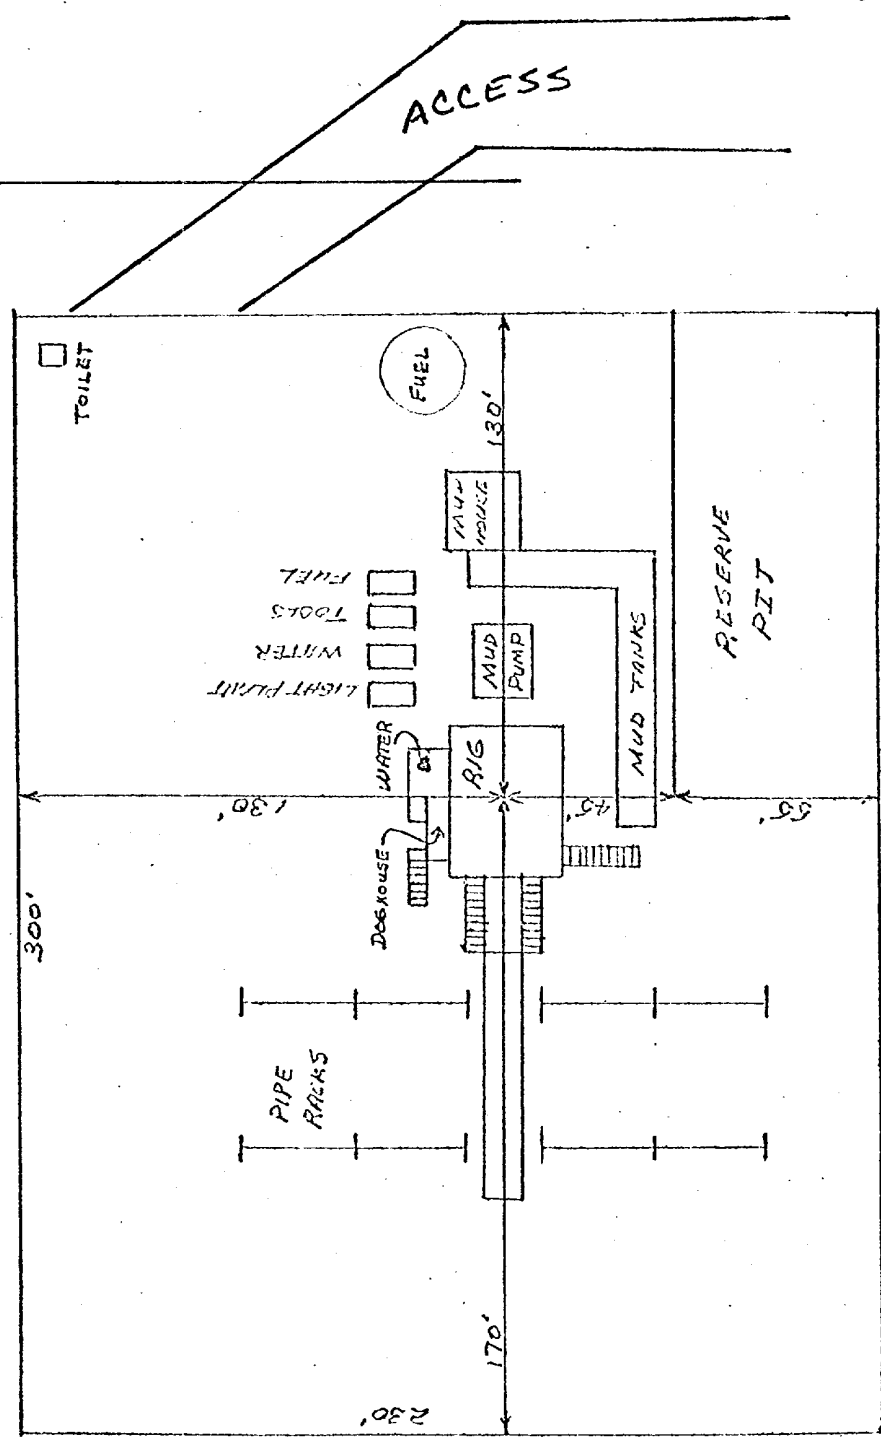 ACCESS
TOILET
FUEL
130'
MUD
HOUSE
FUEL
TOOLS
WATER
LIGHT PLANT
MUD
PUMP
MUD TANKS
RESERVE
PIT
WATER
RIG
130'
45'
55'
DOGHOUSE
300'
PIPE
RACKS
170'
230'